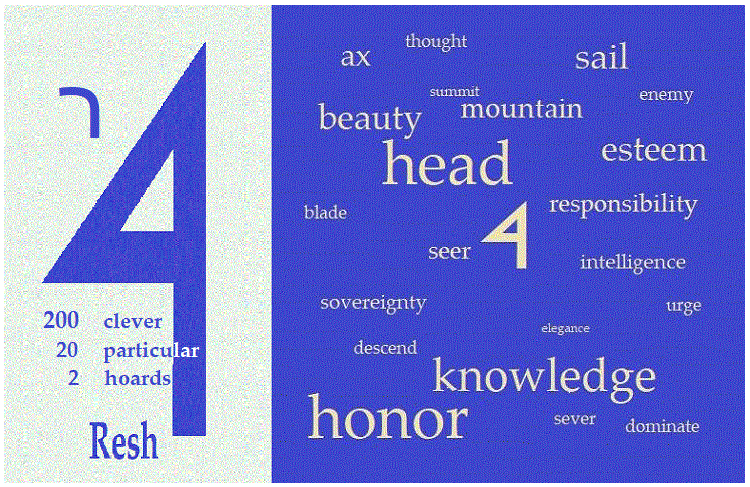 ר
𐤓
200 clever
20 particular
2 hoards
Resh
thought
ax
sail
summit
enemy
beauty
mountain
head
esteem
blade
responsibility
𐤓
seer
intelligence
sovereignty
urge
elegance
descend
knowledge
honor
sever
dominate